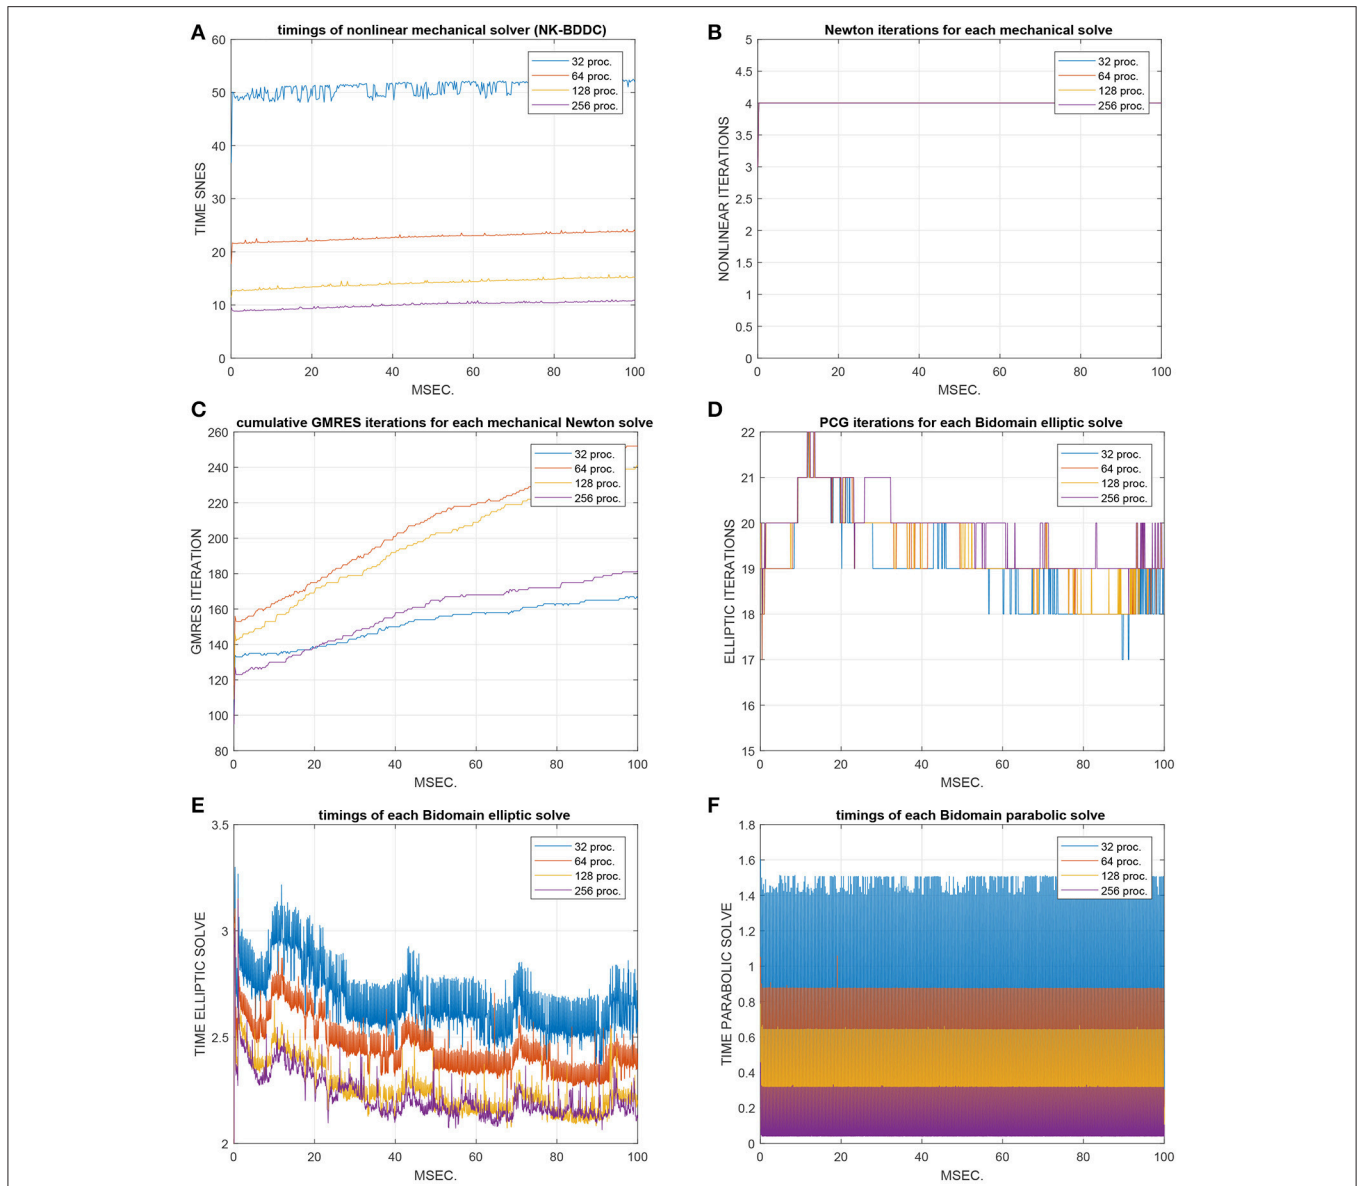 A
timings of nonlinear mechanical solver (NK-BDDC)
60
50
40
30
20
10
0
TIME SNES
32 proc.
64 proc.
128 proc.
256 proc.
0 20 40 60 80 100
MSEC.
B
Newton iterations for each mechanical solve
5
4.5
4
3.5
3
2.5
2
1.5
1
0.5
0
NONLINEAR ITERATIONS
32 proc.
64 proc.
128 proc.
256 proc.
0 20 40 60 80 100
MSEC.
C
cumulative GMRES iterations for each mechanical Newton solve
260
240
220
200
180
160
140
120
100
80
GMRES ITERATION
32 proc.
64 proc.
128 proc.
256 proc.
0 20 40 60 80 100
MSEC.
D
PCG iterations for each Bidomain elliptic solve
22
21
20
19
18
17
16
15
ELLIPTIC ITERATIONS
32 proc.
64 proc.
128 proc.
256 proc.
0 20 40 60 80 100
MSEC.
E
timings of each Bidomain elliptic solve
3.5
3
2.5
2
TIME ELLIPTIC SOLVE
32 proc.
64 proc.
128 proc.
256 proc.
0 20 40 60 80 100
MSEC.
F
timings of each Bidomain parabolic solve
1.8
1.6
1.4
1.2
1
0.8
0.6
0.4
0.2
0
TIME PARABOLIC SOLVE
32 proc.
64 proc.
128 proc.
256 proc.
0 20 40 60 80 100
MSEC.